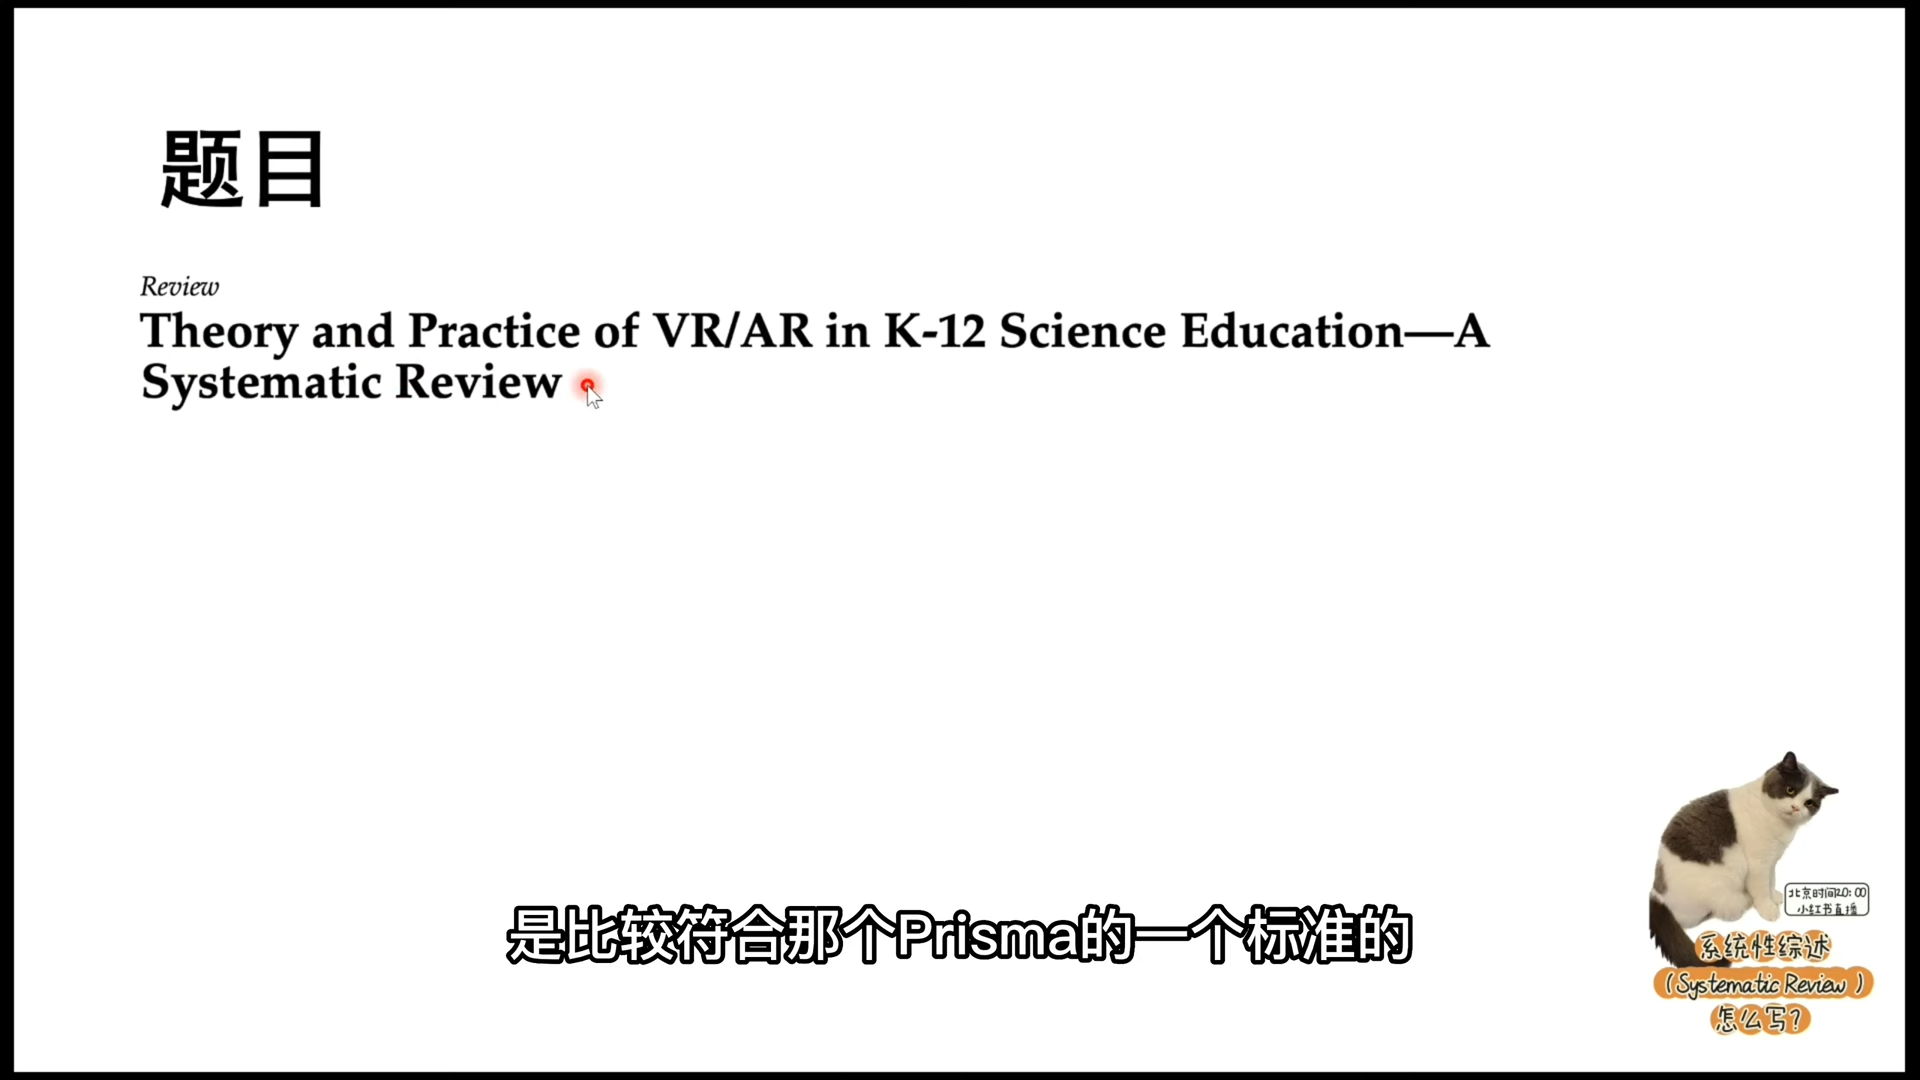 题目
Review
Theory and Practice of VR/AR in K-12 Science Education—A
Systematic Review
是比较符合那个Prisma的一个标准的
北京时间20:00
小红书直播
系统性综述
(Systematic Review)
怎么写?